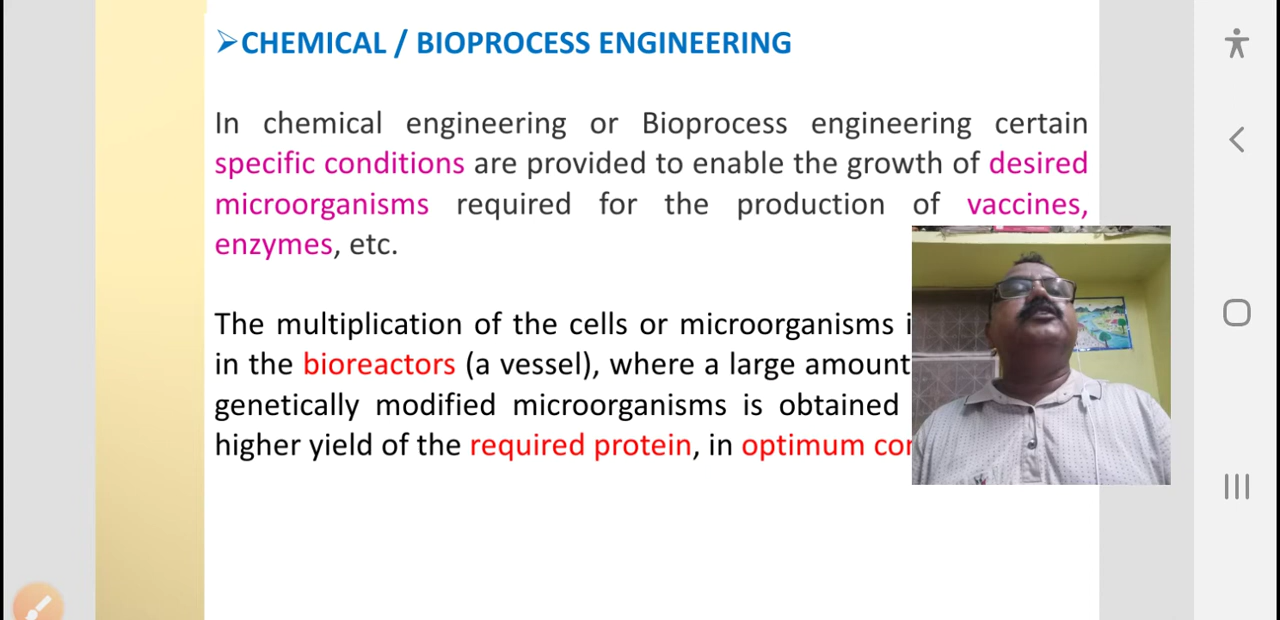 ➢CHEMICAL / BIOPROCESS ENGINEERING
In chemical engineering or Bioprocess engineering certain
specific conditions are provided to enable the growth of desired
microorganisms required for the production of vaccines,
enzymes, etc.
The multiplication of the cells or microorganisms
in the bioreactors (a vessel), where a large amount
genetically modified microorganisms is obtained
higher yield of the required protein, in optimum